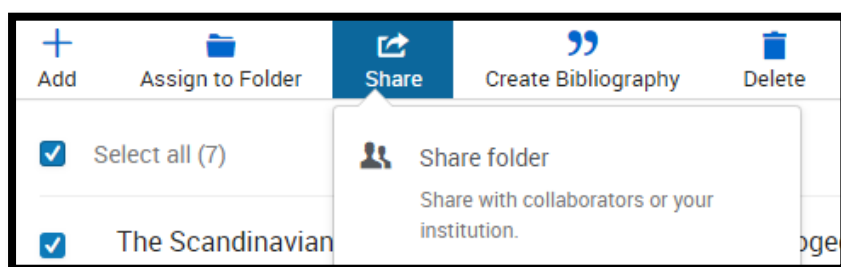 Add Assign to Folder Share Create Bibliography Delete
Select all (7)
Share folder
Share with collaborators or your
institution.
The Scandinavian